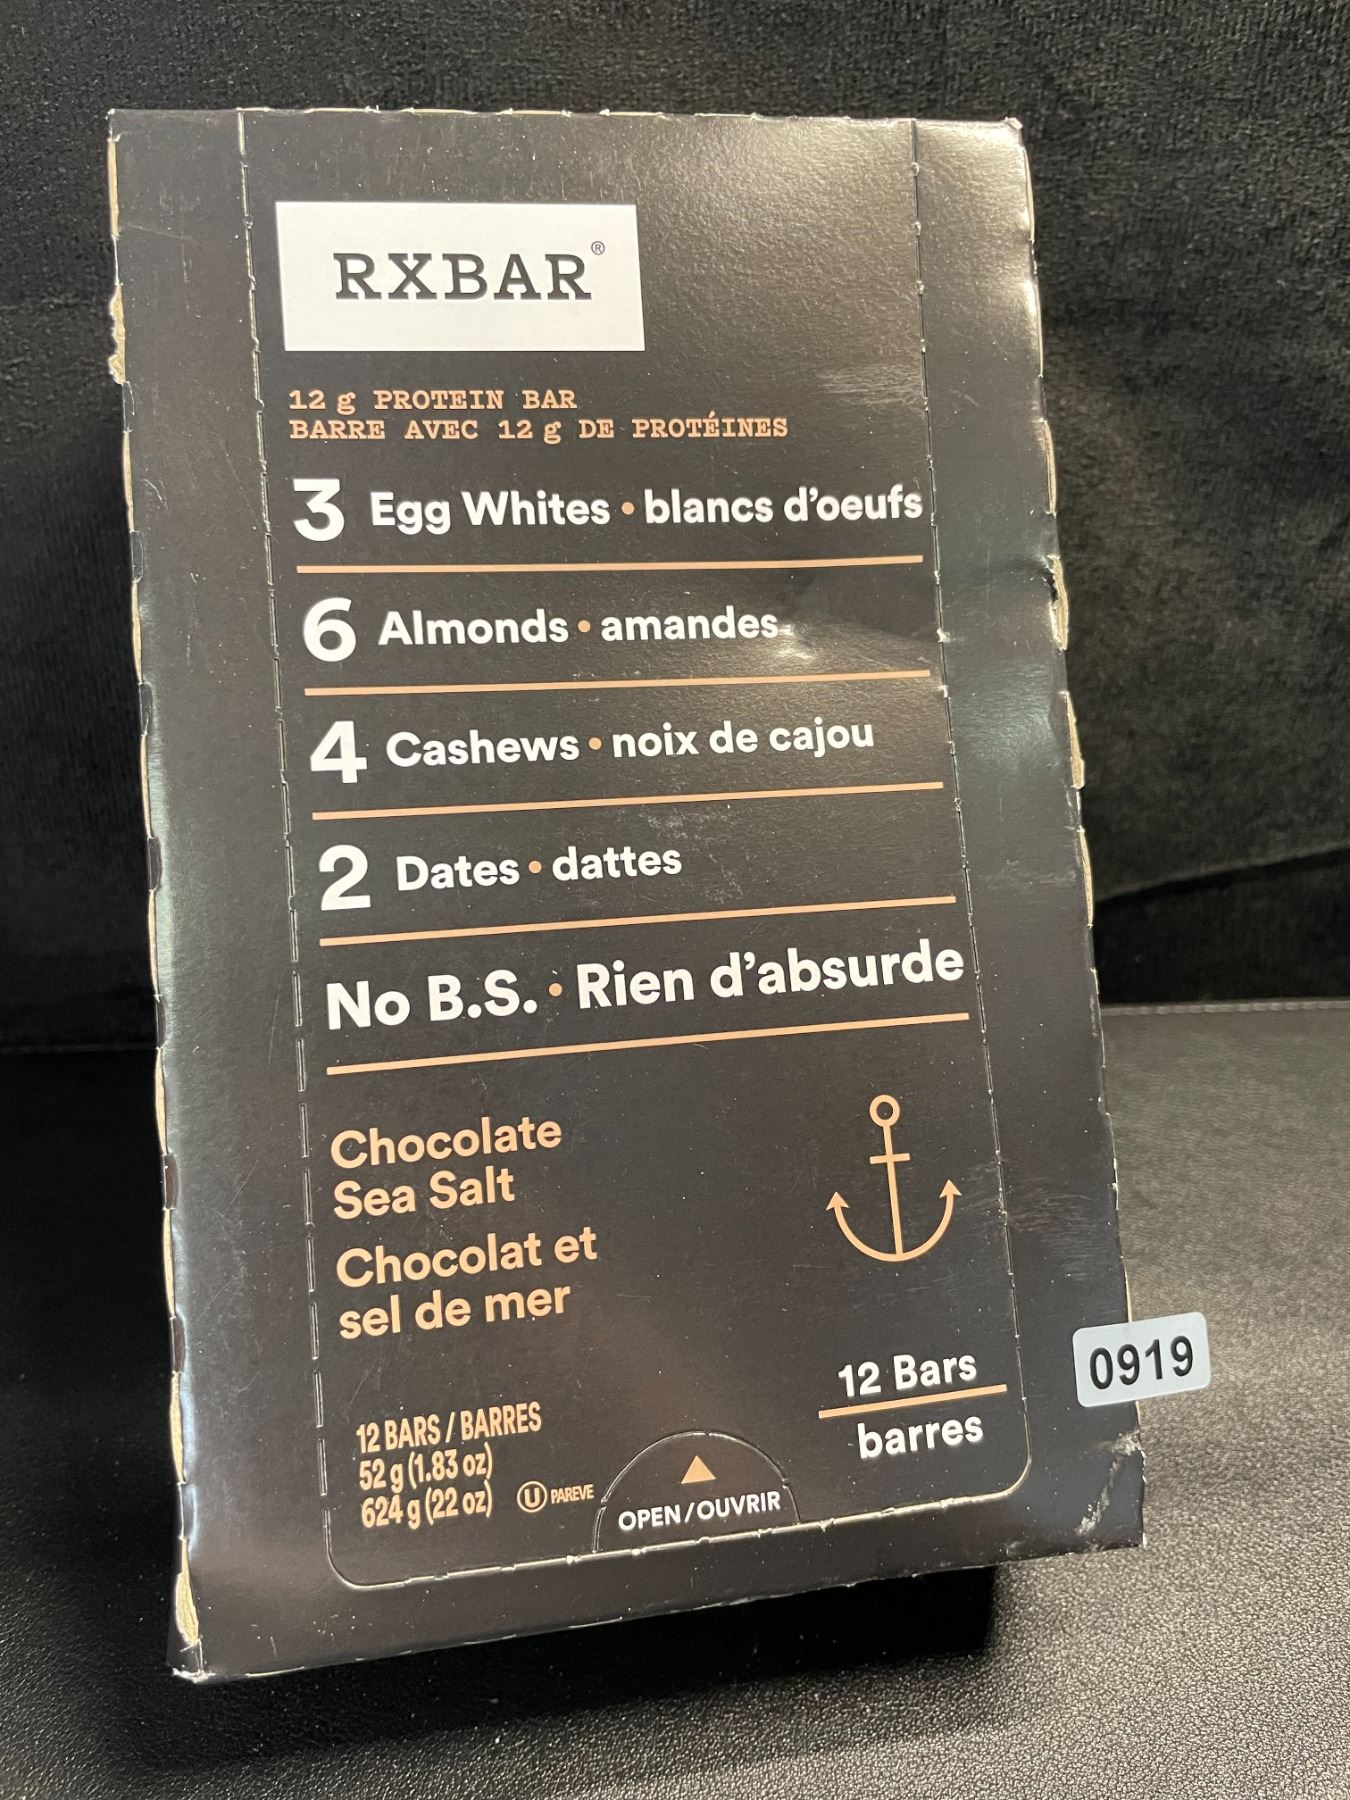 RXBAR®
12 g PROTEIN BAR
BARRE AVEC 12 g DE PROTÉINES
3 Egg Whites • blancs d'oeufs
6 Almonds • amandes
4 Cashews • noix de cajou
2 Dates • dattes
No B.S. • Rien d'absurde
Chocolate
Sea Salt
Chocolat et
sel de mer
12 Bars
barres
0919
12 BARS / BARRES
52 g (1.83 oz)
624 g (22 oz)
U PAREVE
OPEN/OUVRIR